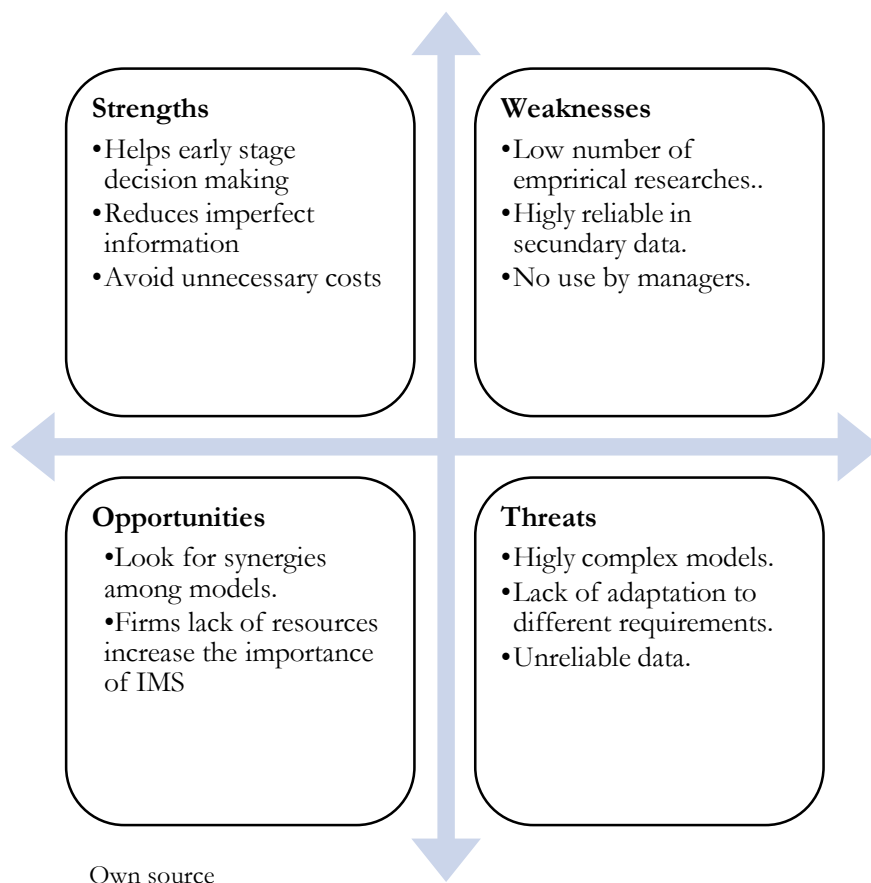 Strengths
•Helps early stage
decision making
•Reduces imperfect
information
•Avoid unnecessary costs
Weaknesses
•Low number of
emprirical researches..
•Higly reliable in
secundary data.
•No use by managers.
Opportunities
•Look for synergies
among models.
•Firms lack of resources
increase the importance
of IMS
Threats
•Higly complex models.
•Lack of adaptation to
different requirements.
•Unreliable data.
Own source